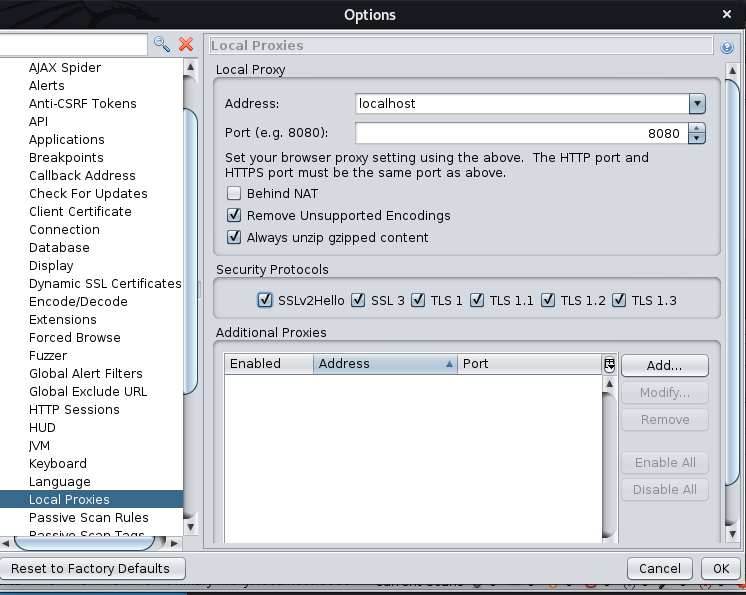 Options
Local Proxies
AJAX Spider
Alerts
Anti-CSRF Tokens
API
Applications
Breakpoints
Callback Address
Check For Updates
Client Certificate
Connection
Database
Display
Dynamic SSL Certificates
Encode/Decode
Extensions
Forced Browse
Fuzzer
Global Alert Filters
Global Exclude URL
HTTP Sessions
HUD
JVM
Keyboard
Language
Local Proxies
Passive Scan Rules
Passive Scan Tags
Local Proxy
Address: localhost
Port (e.g. 8080): 8080
Set your browser proxy setting using the above. The HTTP port and
HTTPS port must be the same port as above.
Behind NAT
Remove Unsupported Encodings
Always unzip gzipped content
Security Protocols
SSLv2Hello SSL 3 TLS 1 TLS 1.1 TLS 1.2 TLS 1.3
Additional Proxies
Enabled Address Port
Add...
Modify...
Remove
Enable All
Disable All
Reset to Factory Defaults
Cancel OK